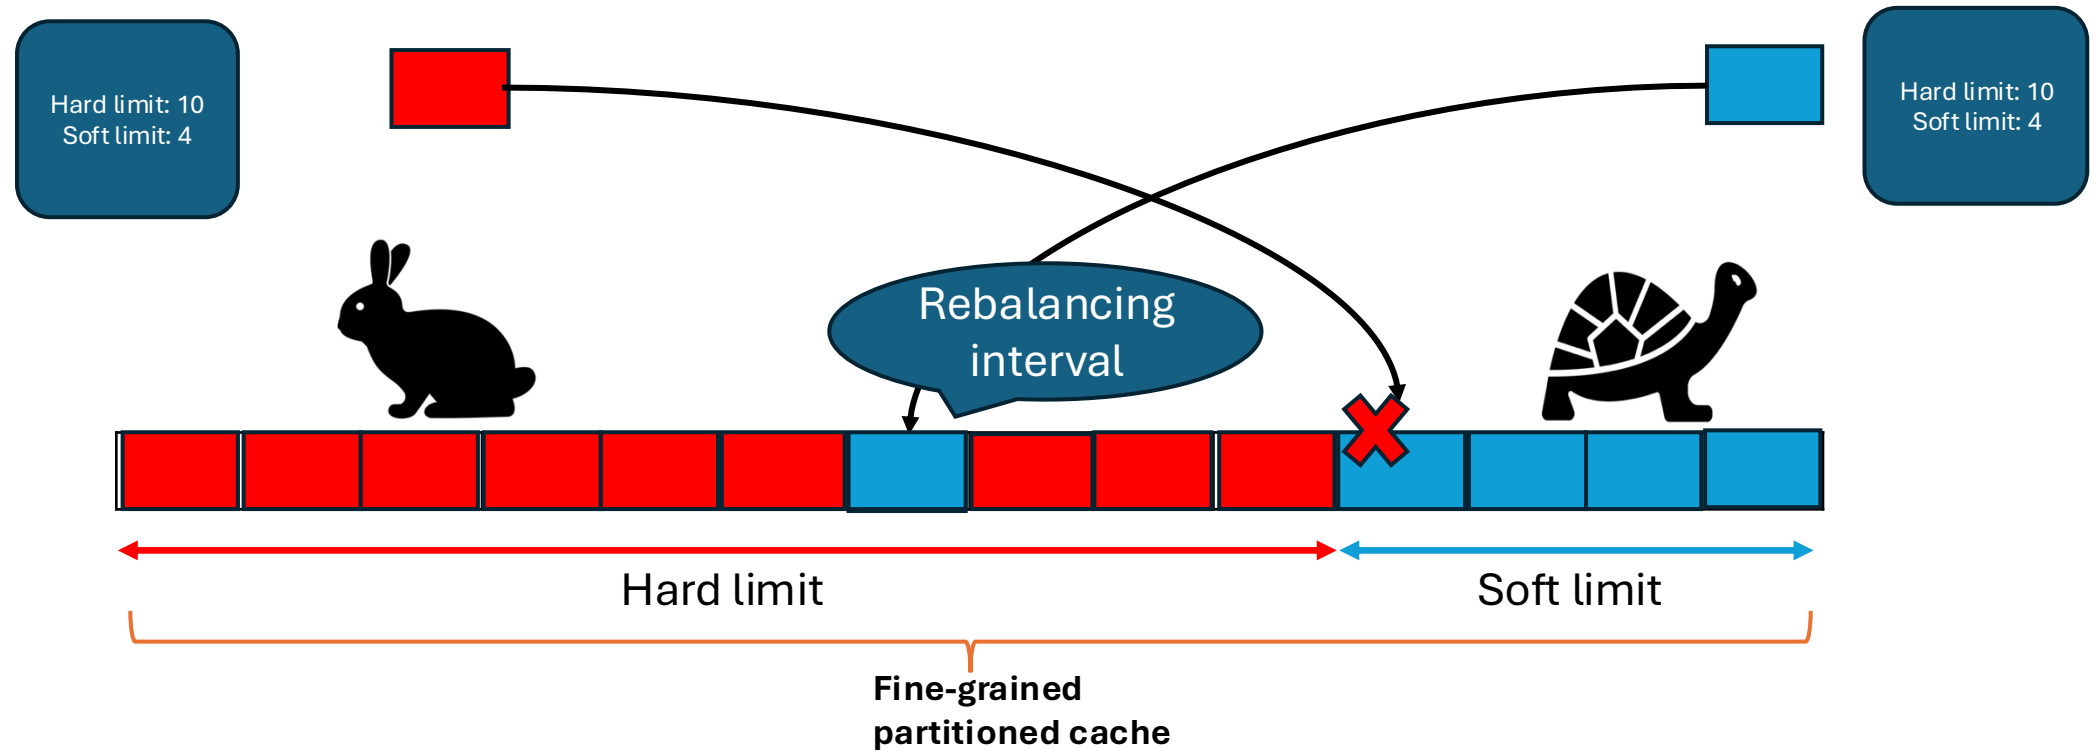 Hard limit: 10
Soft limit: 4
Hard limit: 10
Soft limit: 4
Rebalancing
interval
Hard limit
Soft limit
Fine-grained
partitioned cache